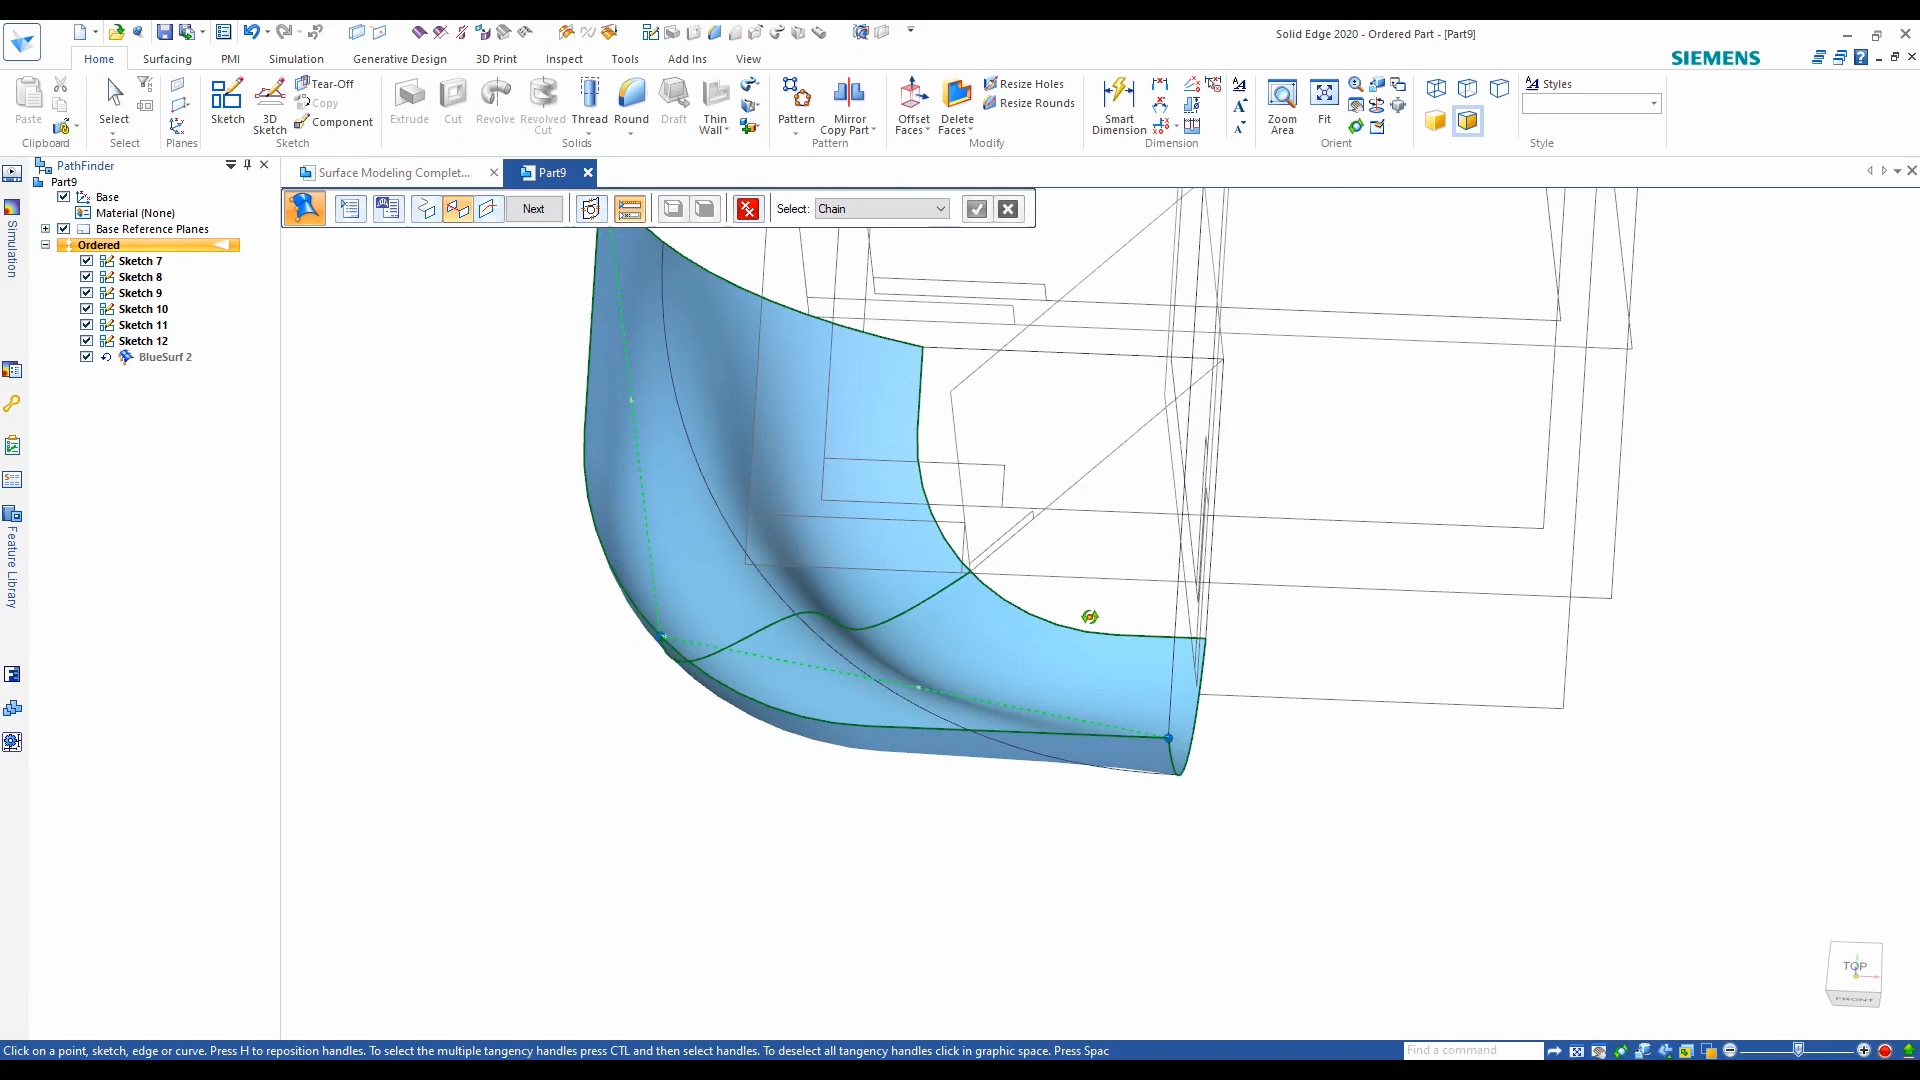 Solid Edge 2020 - Ordered Part - [Part9]
Home
Surfacing
PMI
Simulation
Generative Design
3D Print
Inspect
Tools
Add Ins
View
SIEMENS
Paste
Clipboard
Select
Select
Planes
Sketch
3D Sketch
Tear-Off
Copy
Component
Sketch
Extrude
Cut
Revolve
Revolved Cut
Thread
Round
Draft
Thin Wall
Solids
Pattern
Mirror Copy Part
Pattern
Offset Faces
Delete Faces
Resize Holes
Resize Rounds
Modify
Smart Dimension
Dimension
Zoom Area
Fit
Orient
Styles
Style
PathFinder
Part9
Base
Material (None)
Base Reference Planes
Ordered
Sketch 7
Sketch 8
Sketch 9
Sketch 10
Sketch 11
Sketch 12
BlueSurf 2
Simulation
Feature Library
Surface Modeling Complet...
Part9
Next
Select:
Chain
TOP
FRONT
Click on a point, sketch, edge or curve. Press H to reposition handles. To select the multiple tangency handles press CTL and then select handles. To deselect all tangency handles click in graphic space. Press Spac
Find a command